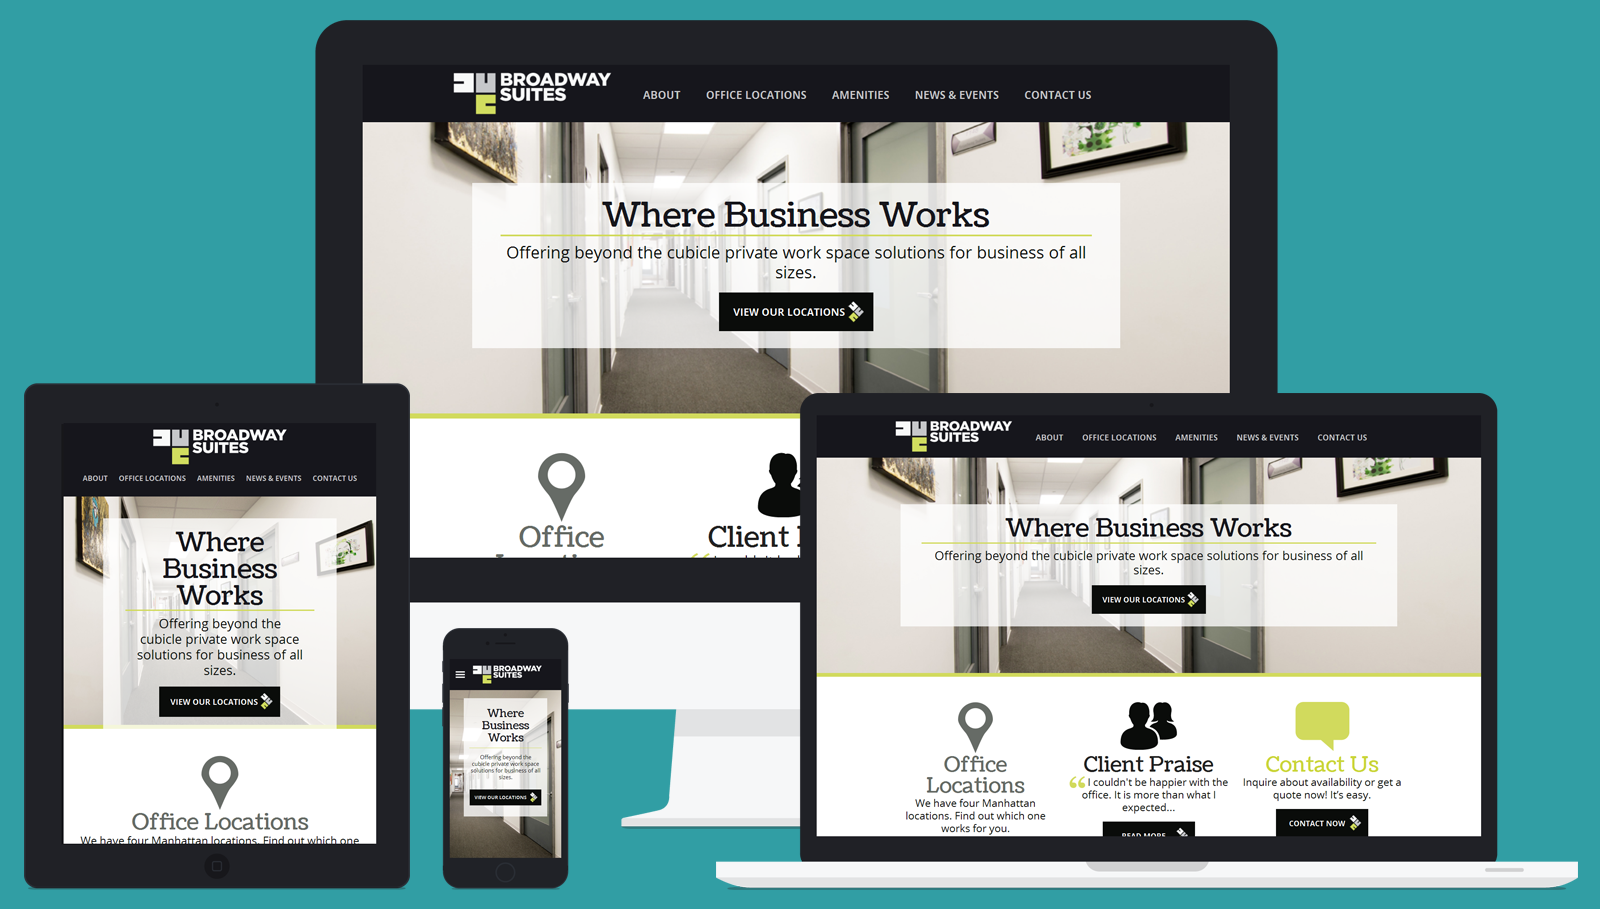 BROADWAY
SUITES
ABOUT OFFICE LOCATIONS AMENITIES NEWS & EVENTS CONTACT US
Where Business Works
Offering beyond the cubicle private work space solutions for business of all
sizes.
VIEW OUR LOCATIONS
Office
Client
BROADWAY
SUITES
ABOUT OFFICE LOCATIONS AMENITIES NEWS & EVENTS CONTACT US
Where
Business
Works
Offering beyond the
cubicle private work space
solutions for business of all
sizes.
VIEW OUR LOCATIONS
Office Locations
We have four Manhattan locations. Find out which one
BROADWAY
SUITES
Where
Business
Works
Offering beyond the
cubicle private work space
solutions for business of all
sizes.
VIEW OUR LOCATIONS
BROADWAY
SUITES
ABOUT OFFICE LOCATIONS AMENITIES NEWS & EVENTS CONTACT US
Where Business Works
Offering beyond the cubicle private work space solutions for business of all
sizes.
VIEW OUR LOCATIONS
Office
Locations
We have four Manhattan
locations. Find out which one
works for you.
Client Praise
“ I couldn't be happier with the
office. It is more than what I
expected...
READ MORE
Contact Us
Inquire about availability or get a
quote now! It's easy.
CONTACT NOW